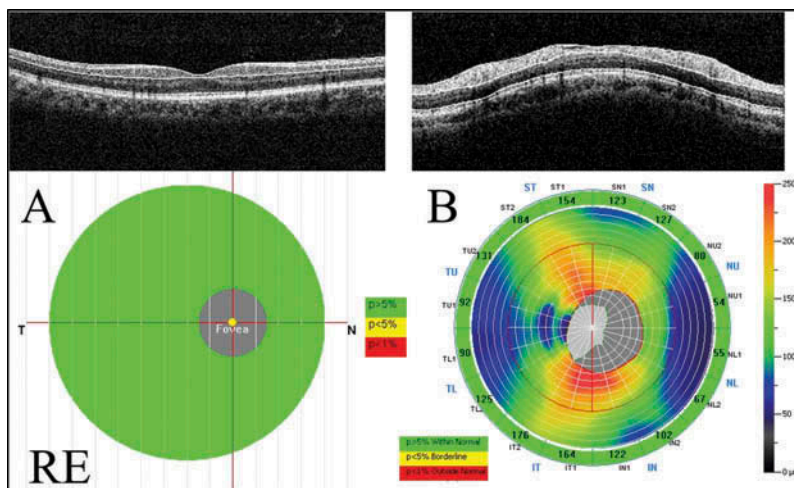 A
T
Fovea
N
RE
p>5%
p<5%
p<1%
B
ST
ST1
SN1
SN
ST2
154
123
SN2
184
127
TU2
131
80
NU2
TU
NU
TU1
92
54
NU1
TL1
90
55
NL1
TL
NL
TL2
125
67
NL2
176
102
IT2
164
122
IN2
IT
IT1
IN1
IN
p>5% Within Normal
p<5% Borderline
p<1% Outside Normal
250
200
150
100
50
0 µ